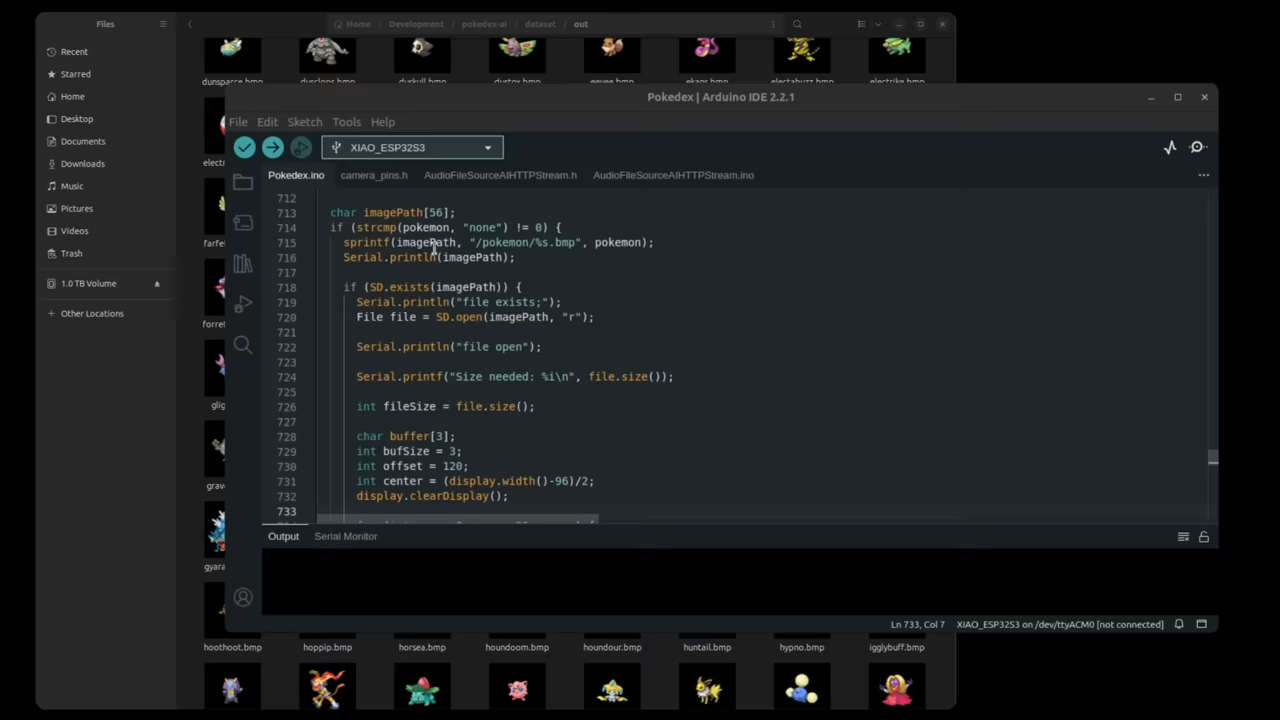 Files
Home
Development
pokedex-ai
dataset
out
Recent
Starred
Home
Desktop
Documents
Downloads
Music
Pictures
Videos
Trash
1.0 TB Volume
Other Locations
dunsparce.bmp
dusclops.bmp
duskull.bmp
dustox.bmp
eevee.bmp
ekans.bmp
electabuzz.bmp
electrike.bmp
Pokedex | Arduino IDE 2.2.1
File Edit Sketch Tools Help
XIAO_ESP32S3
Pokedex.ino
camera_pins.h
AudioFileSourceAIHTTPStream.h
AudioFileSourceAIHTTPStream.ino
712
713 char imagePath[56];
714 if (strcmp(pokemon, "none") != 0) {
715 sprintf(imagePath, "/pokemon/%s.bmp", pokemon);
716 Serial.println(imagePath);
717
718 if (SD.exists(imagePath)) {
719 Serial.println("file exists;");
720 File file = SD.open(imagePath, "r");
721
722 Serial.println("file open");
723
724 Serial.printf("Size needed: %i\n", file.size());
725
726 int fileSize = file.size();
727
728 char buffer[3];
729 int bufSize = 3;
730 int offset = 120;
731 int center = (display.width()-96)/2;
732 display.clearDisplay();
733
Output
Serial Monitor
Ln 733, Col 7
XIAO_ESP32S3 on /dev/ttyACM0 [not connected]
elect
farfet
forret
glig
grav
gyara
hoothoot.bmp
hoppip.bmp
horsea.bmp
houndoom.bmp
houndour.bmp
huntail.bmp
hypno.bmp
igglybuff.bmp